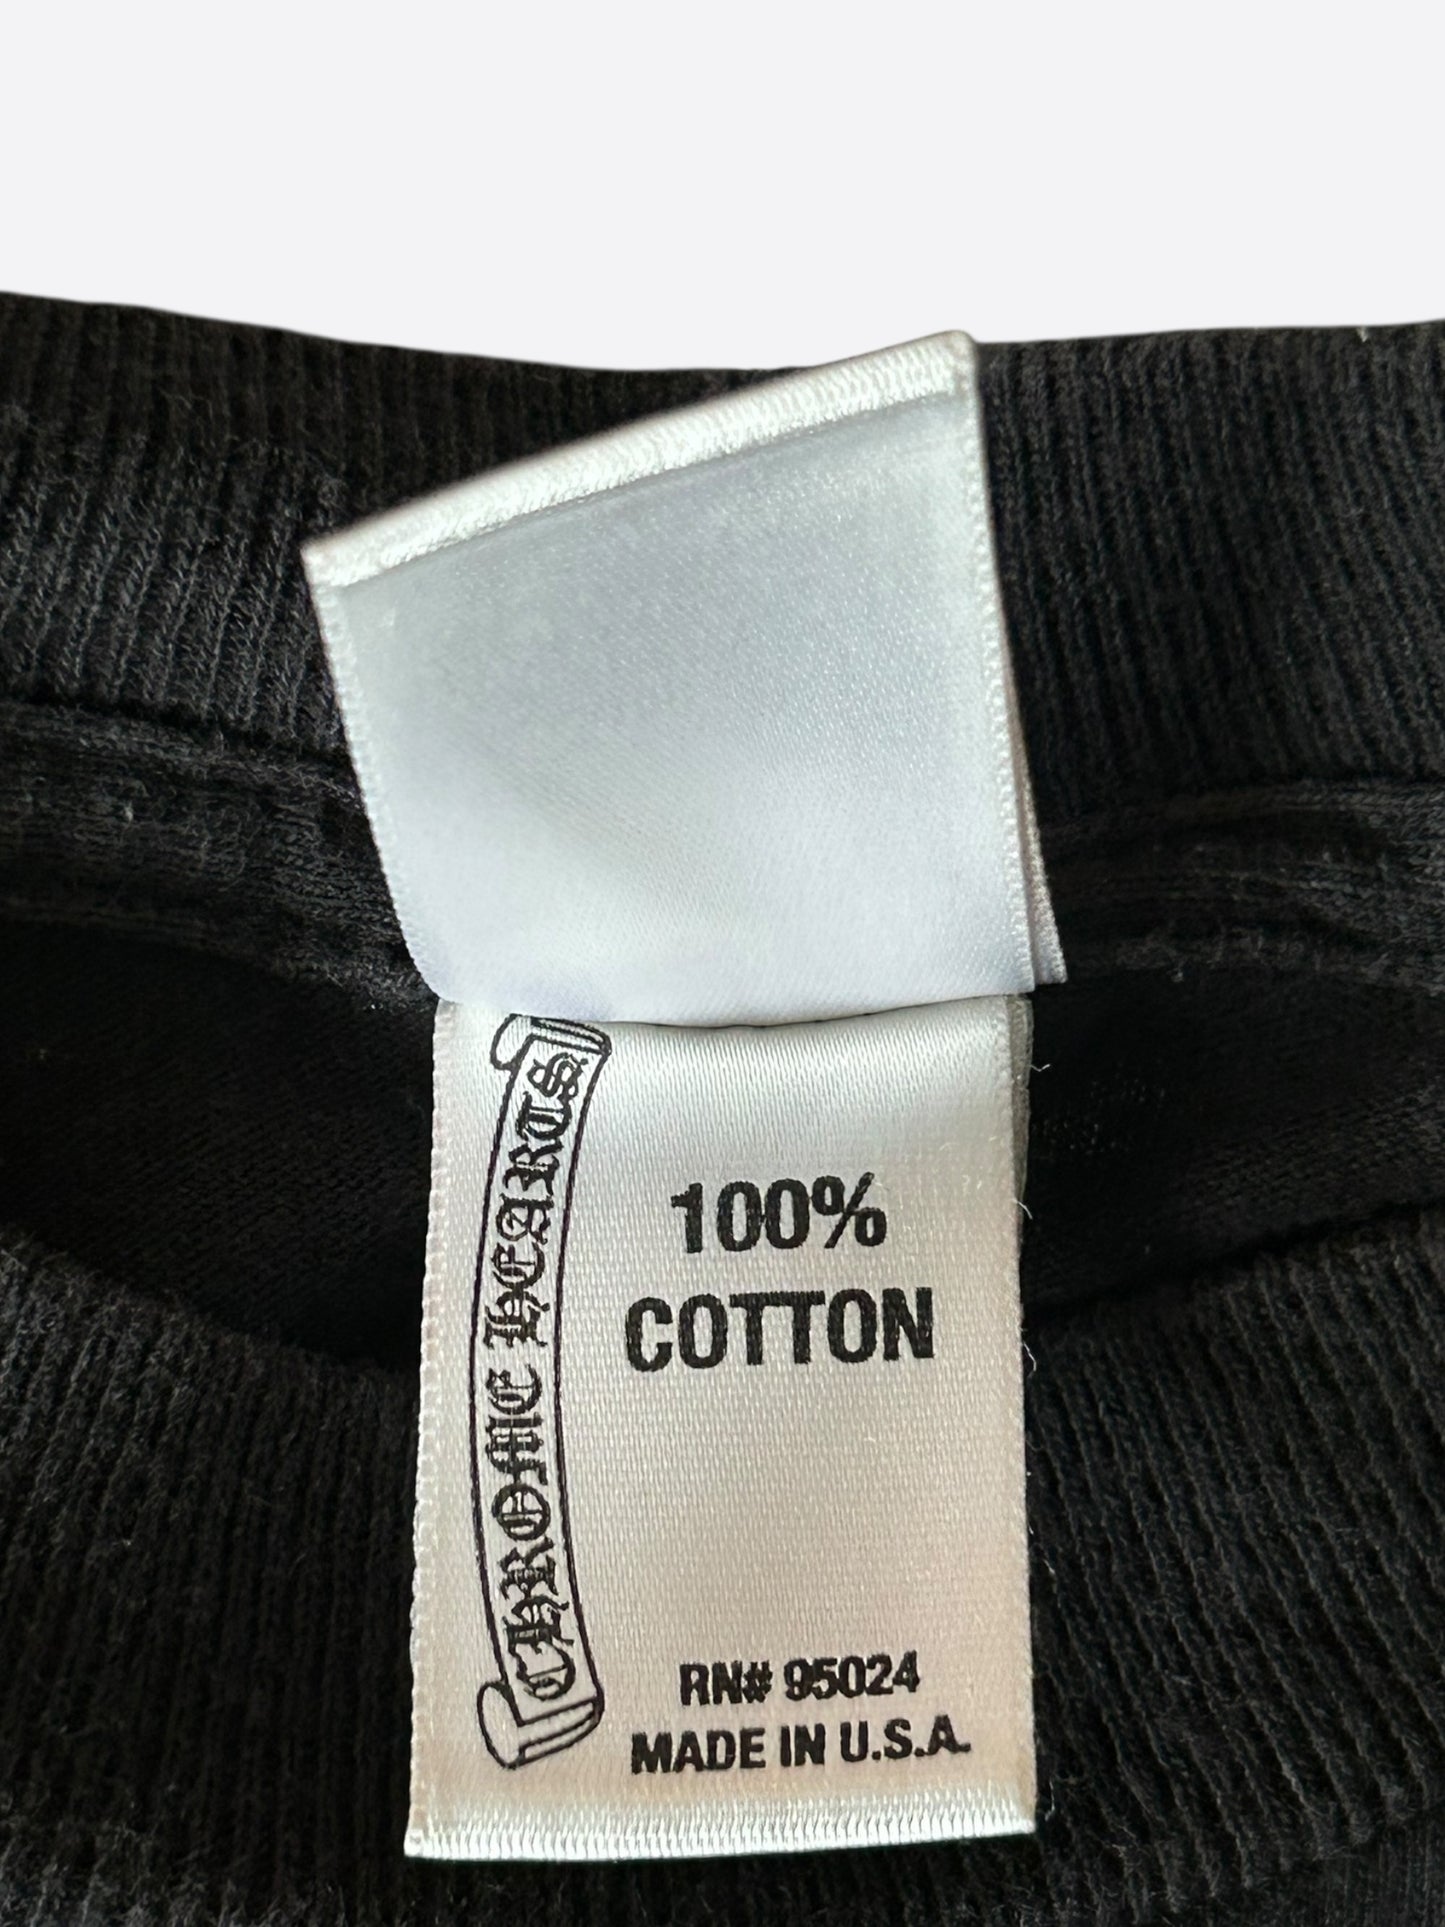 CHROME HEARTS
100%
COTTON
RN# 95024
MADE IN U.S.A.